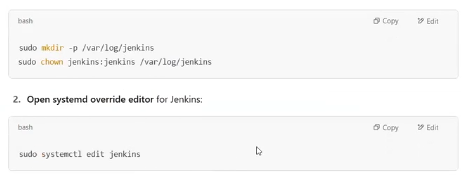 bash
Copy
Edit
sudo mkdir -p /var/log/jenkins
sudo chown jenkins:jenkins /var/log/jenkins
2. Open systemd override editor for Jenkins:
bash
Copy
Edit
sudo systemctl edit jenkins